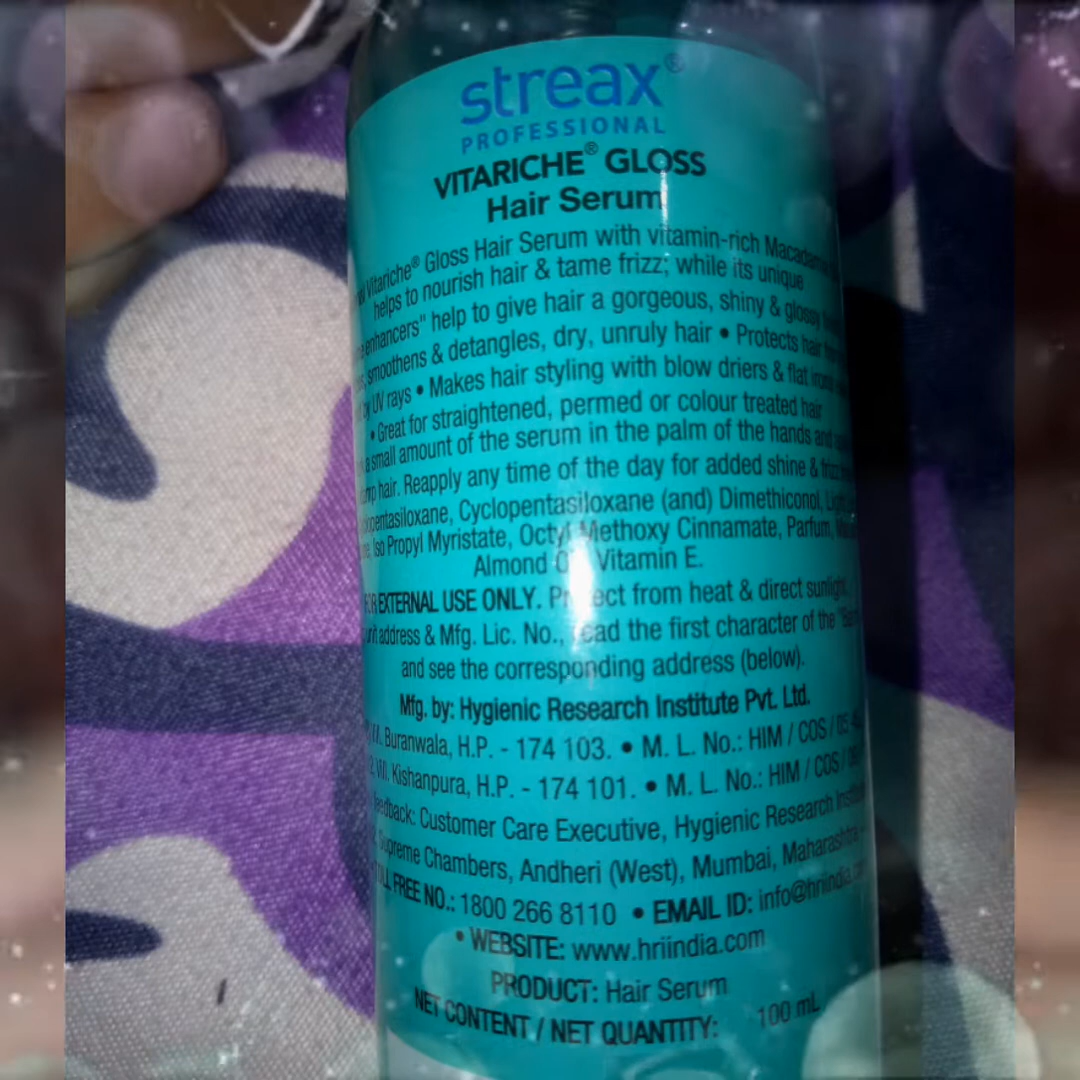 streax®
PROFESSIONAL
VITARICHE® GLOSS
Hair Serum
Vitariche® Gloss Hair Serum with vitamin-rich Macadamia
helps to nourish hair & tame frizz; while its unique
enhancers" help to give hair a gorgeous, shiny & glossy
smoothens & detangles, dry, unruly hair • Protects hair
by UV rays • Makes hair styling with blow driers & flat
• Great for straightened, permed or colour treated hair
a small amount of the serum in the palm of the hands and
hair. Reapply any time of the day for added shine &
Cyclopentasiloxane (and) Dimethiconol,
Iso Propyl Myristate, Octyl Methoxy Cinnamate, Parfum,
Almond Vitamin E.
FOR EXTERNAL USE ONLY. Protect from heat & direct sunlight.
unit address & Mfg. Lic. No., read the first character of the
and see the corresponding address (below).
Mfg. by: Hygienic Research Institute Pvt. Ltd.
Vill. Buranwala, H.P. - 174 103. • M. L. No.: HIM / COS /
Vill. Kishanpura, H.P. - 174 101. • M. L. No.: HIM / COS /
feedback: Customer Care Executive, Hygienic Research
Supreme Chambers, Andheri (West), Mumbai, Maharashtra
TOLL FREE NO.: 1800 266 8110 • EMAIL ID: info@hriindia.
• WEBSITE: www.hriindia.com
PRODUCT: Hair Serum
NET CONTENT / NET QUANTITY: 100 mL